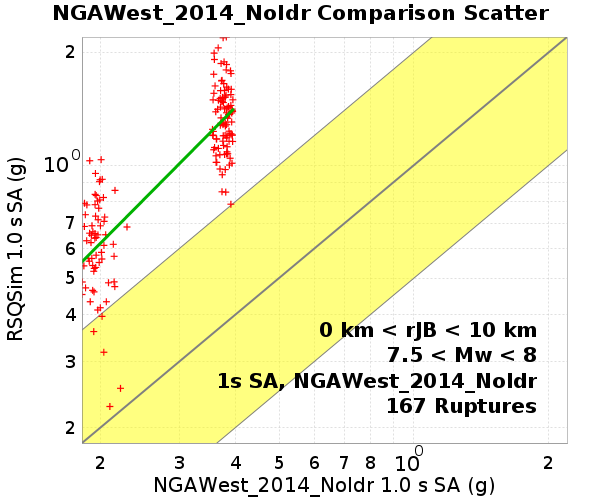 NGAWest_2014_NoIdr Comparison Scatter
2
10^0
7
6
5
4
3
2
RSQSim 1.0 s SA (g)
0 km < rJB < 10 km
7.5 < Mw < 8
1s SA, NGAWest_2014_NoIdr
167 Ruptures
2 3 4 5 6 7 8 10^0 2
NGAWest_2014_NoIdr 1.0 s SA (g)